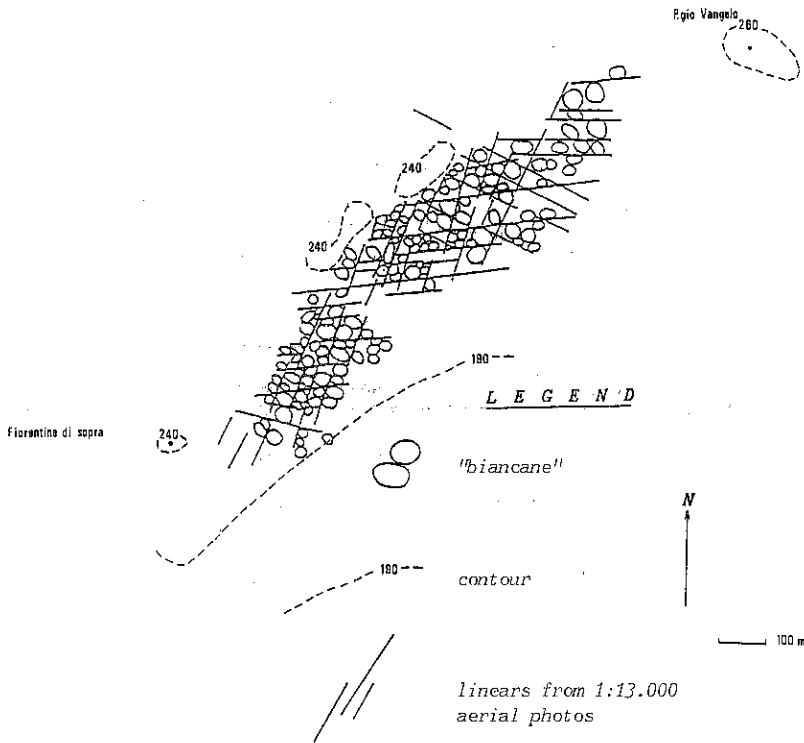 P.gio Vangelo
260
240
240
190
L E G E N D
Fiorentino di sopra
240
"biancane"
N
190
contour
100 m
linears from 1:13.000
aerial photos